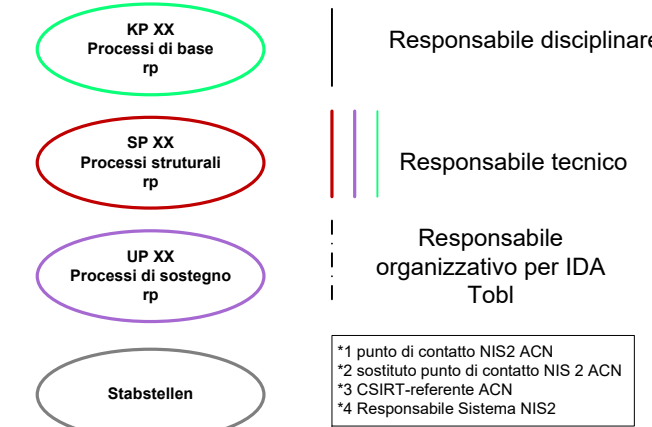 KP XX
Processi di base
rp
Responsabile disciplinare
SP XX
Processi struturali
rp
Responsabile tecnico
UP XX
Processi di sostegno
rp
Responsabile
organizzativo per IDA
Tobl
Stabstellen
*1 punto di contatto NIS2 ACN
*2 sostituto punto di contatto NIS 2 ACN
*3 CSIRT-referente ACN
*4 Responsabile Sistema NIS2